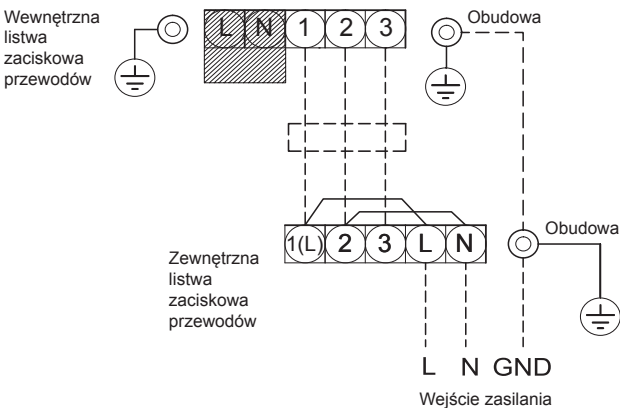 Wewnętrzna
listwa
zaciskowa
przewodów
L N 1 2 3
Obudowa
Zewnętrzna
listwa
zaciskowa
przewodów
1(L) 2 3 L N
Obudowa
L N GND
Wejście zasilania